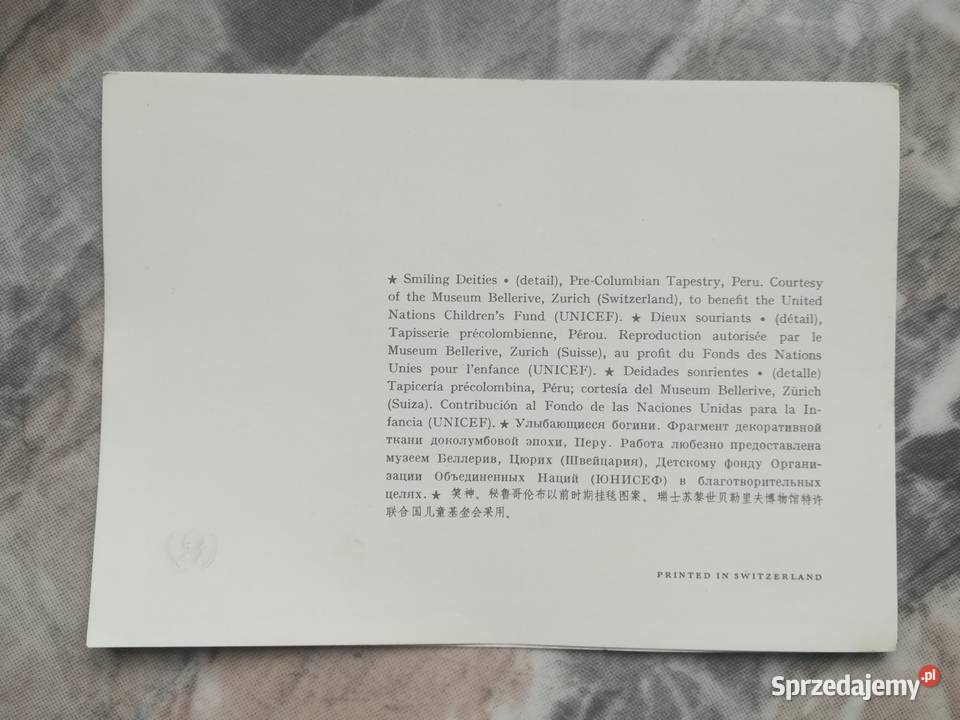 ★ Smiling Deities • (detail), Pre-Columbian Tapestry, Peru. Courtesy
of the Museum Bellerive, Zurich (Switzerland), to benefit the United
Nations Children's Fund (UNICEF). ★ Dieux souriants • (détail),
Tapisserie précolombienne, Pérou. Reproduction autorisée par le
Museum Bellerive, Zurich (Suisse), au profit du Fonds des Nations
Unies pour l'enfance (UNICEF). ★ Deidades sonrientes • (detalle)
Tapicería précolombina, Péru; cortesía del Museum Bellerive, Zürich
(Suiza). Contribución al Fondo de las Naciones Unidas para la In-
fancia (UNICEF). ★ Улыбающиеся богини. Фрагмент декоративной
ткани доколумбовой эпохи, Перу. Работа любезно предоставлена
музеем Беллерив, Цюрих (Швейцария), Детскому фонду Органи-
зации Объединенных Наций (ЮНИСЕФ) в благотворительных
целях. ★ 笑神。秘鲁哥伦布以前时期挂毯图案。瑞士苏黎世贝勒里夫博物馆特许
联合国儿童基金会采用。
PRINTED IN SWITZERLAND
Sprzedajemy.pl